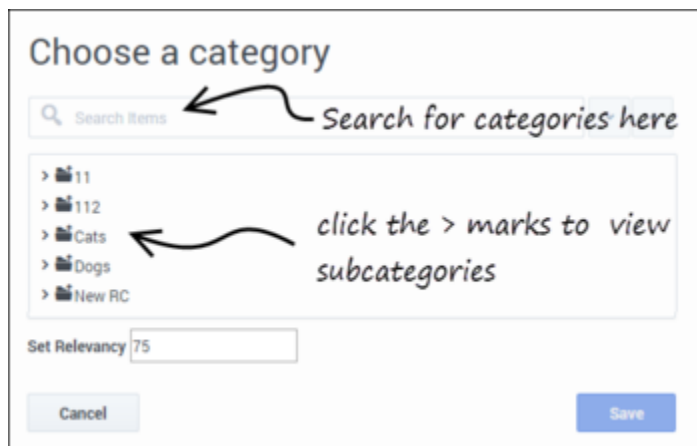 Choose a category
Search Items
Search for categories here
> 11
> 112
> Cats
click the > marks to view
subcategories
> Dogs
> New RC
Set Relevancy 75
Cancel
Save